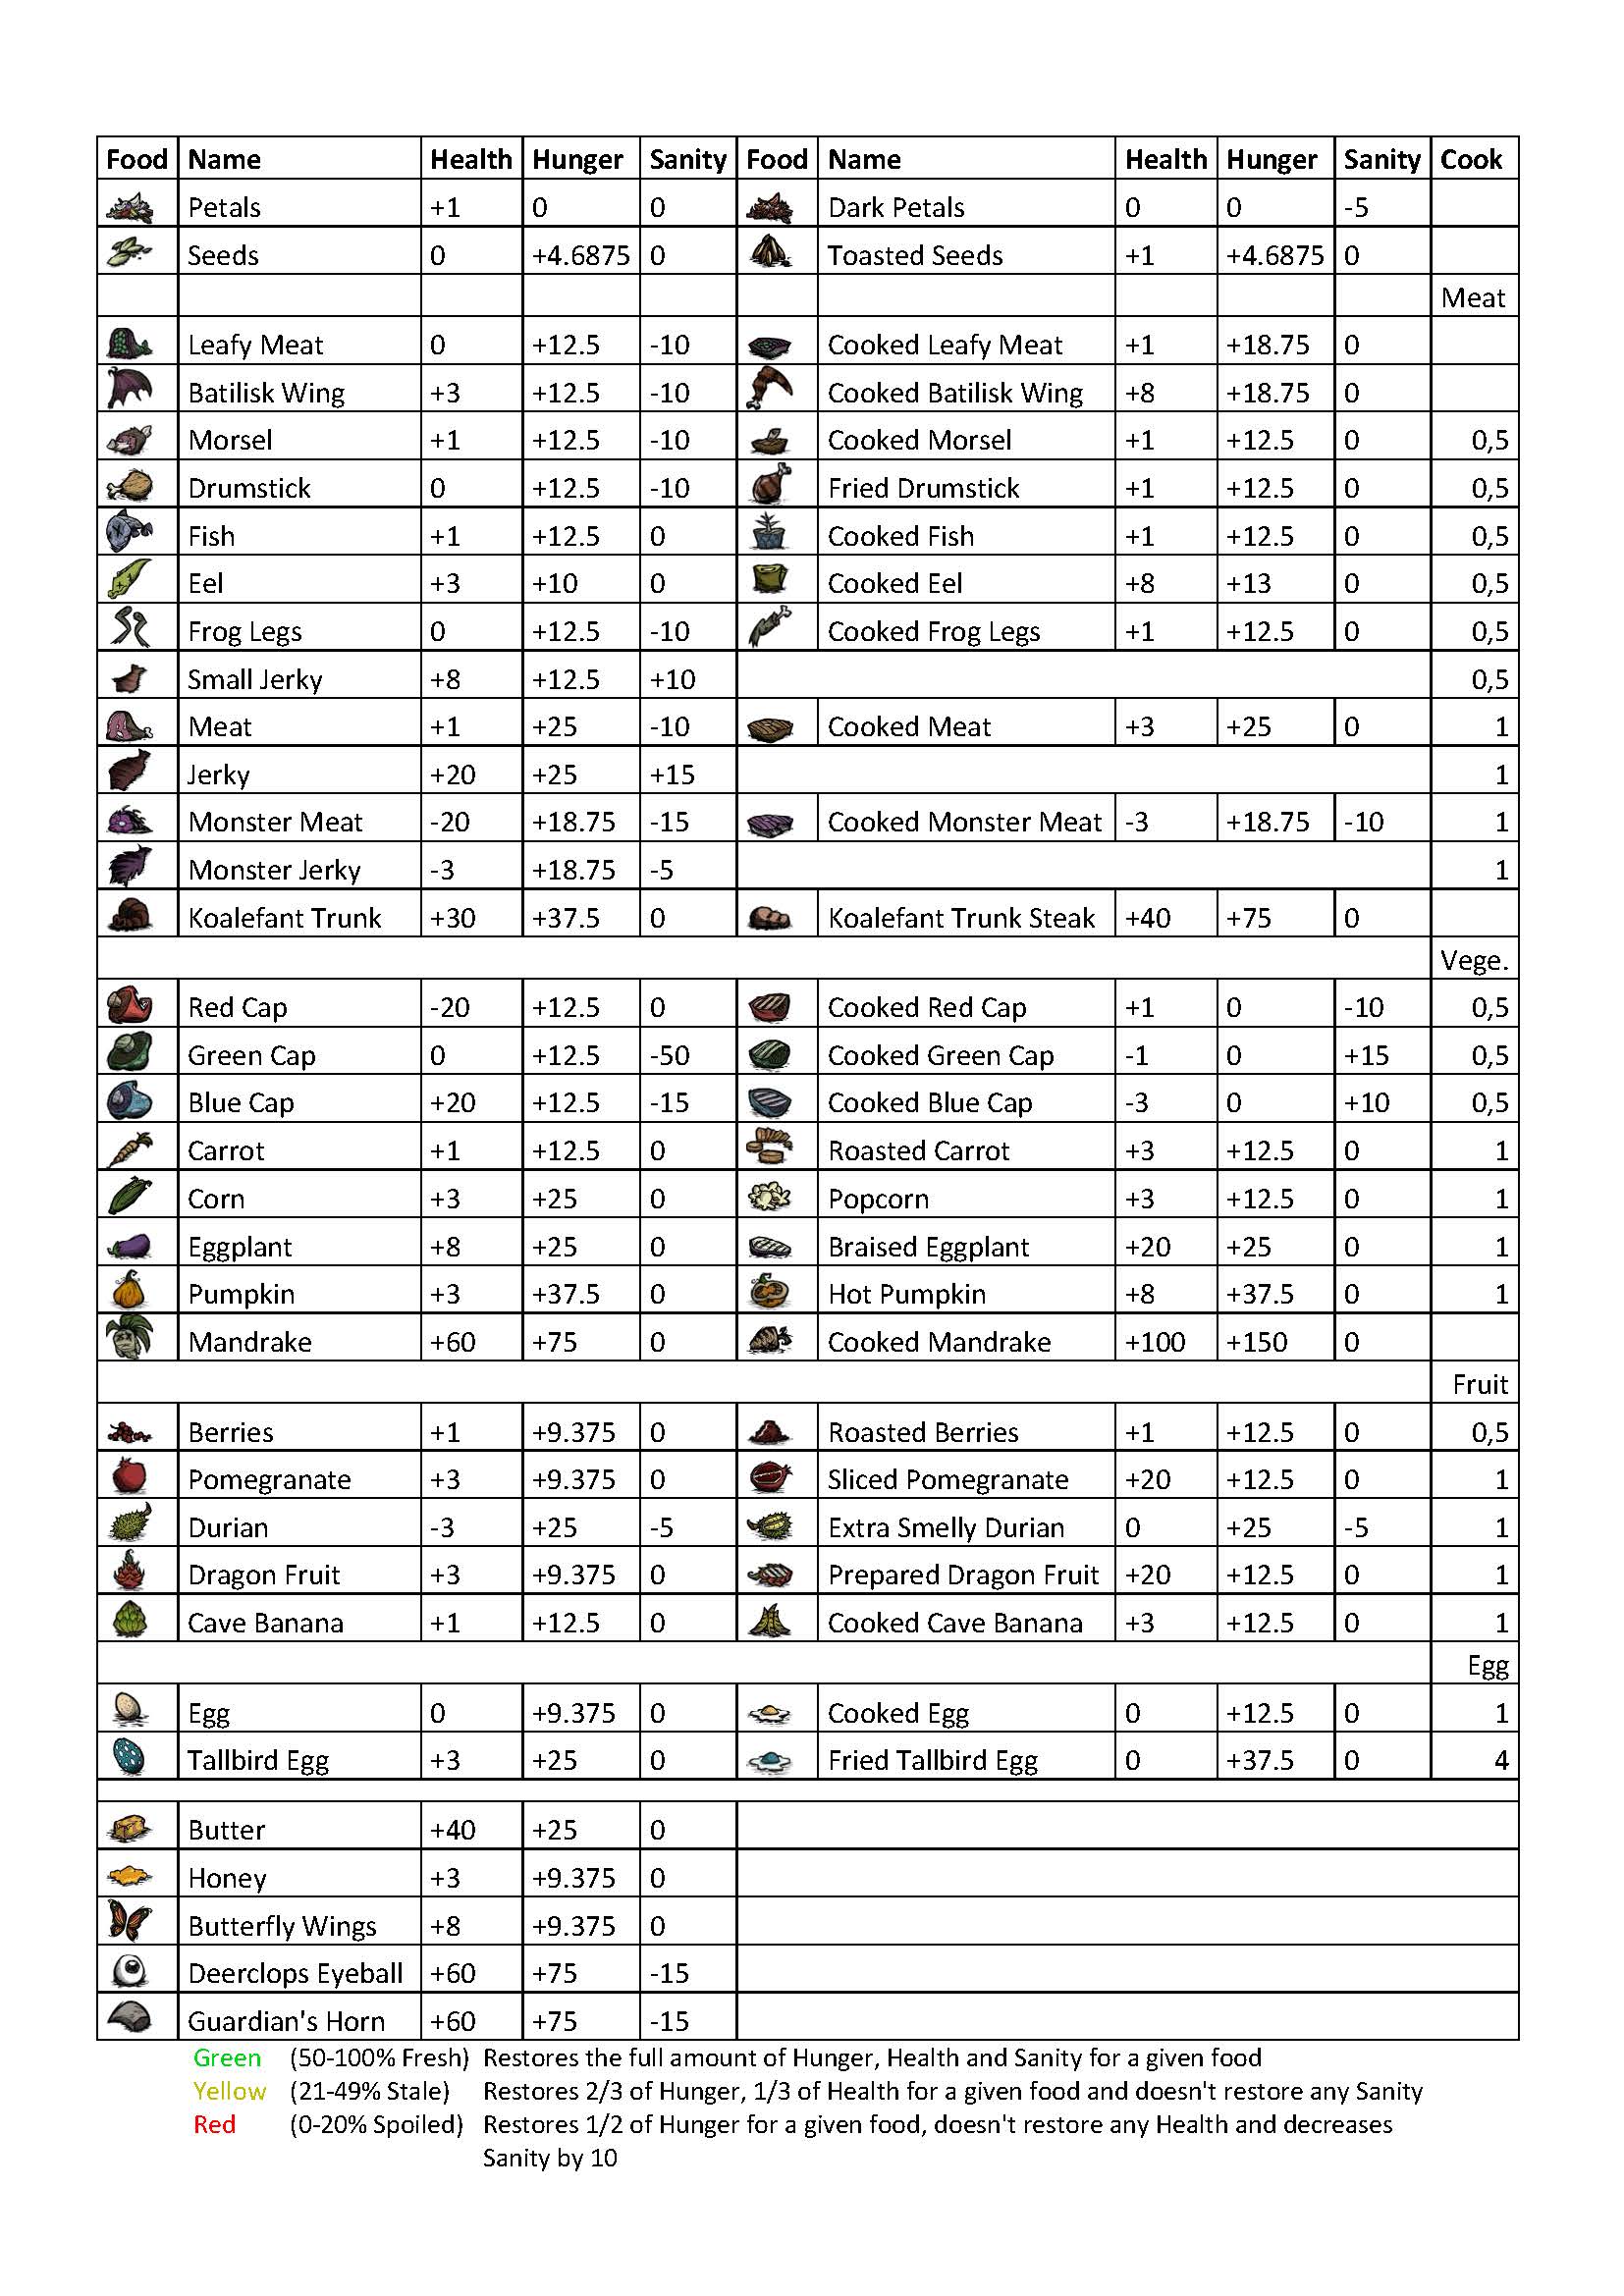 Food Name Health Hunger Sanity Food Name Health Hunger Sanity Cook
Petals +1 0 0 Dark Petals 0 0 -5
Seeds 0 +4.6875 0 Toasted Seeds +1 +4.6875 0
Meat
Leafy Meat 0 +12.5 -10 Cooked Leafy Meat +1 +18.75 0
Batilisk Wing +3 +12.5 -10 Cooked Batilisk Wing +8 +18.75 0
Morsel +1 +12.5 -10 Cooked Morsel +1 +12.5 0 0,5
Drumstick 0 +12.5 -10 Fried Drumstick +1 +12.5 0 0,5
Fish +1 +12.5 0 Cooked Fish +1 +12.5 0 0,5
Eel +3 +10 0 Cooked Eel +8 +13 0 0,5
Frog Legs 0 +12.5 -10 Cooked Frog Legs +1 +12.5 0 0,5
Small Jerky +8 +12.5 +10 0,5
Meat +1 +25 -10 Cooked Meat +3 +25 0 1
Jerky +20 +25 +15 1
Monster Meat -20 +18.75 -15 Cooked Monster Meat -3 +18.75 -10 1
Monster Jerky -3 +18.75 -5 1
Koalefant Trunk +30 +37.5 0 Koalefant Trunk Steak +40 +75 0
Vege.
Red Cap -20 +12.5 0 Cooked Red Cap +1 0 -10 0,5
Green Cap 0 +12.5 -50 Cooked Green Cap -1 0 +15 0,5
Blue Cap +20 +12.5 -15 Cooked Blue Cap -3 0 +10 0,5
Carrot +1 +12.5 0 Roasted Carrot +3 +12.5 0 1
Corn +3 +25 0 Popcorn +3 +12.5 0 1
Eggplant +8 +25 0 Braised Eggplant +20 +25 0 1
Pumpkin +3 +37.5 0 Hot Pumpkin +8 +37.5 0 1
Mandrake +60 +75 0 Cooked Mandrake +100 +150 0
Fruit
Berries +1 +9.375 0 Roasted Berries +1 +12.5 0 0,5
Pomegranate +3 +9.375 0 Sliced Pomegranate +20 +12.5 0 1
Durian -3 +25 -5 Extra Smelly Durian 0 +25 -5 1
Dragon Fruit +3 +9.375 0 Prepared Dragon Fruit +20 +12.5 0 1
Cave Banana +1 +12.5 0 Cooked Cave Banana +3 +12.5 0 1
Egg
Egg 0 +9.375 0 Cooked Egg 0 +12.5 0 1
Tallbird Egg +3 +25 0 Fried Tallbird Egg 0 +37.5 0 4
Butter +40 +25 0
Honey +3 +9.375 0
Butterfly Wings +8 +9.375 0
Deerclops Eyeball +60 +75 -15
Guardian's Horn +60 +75 -15
Green (50-100% Fresh) Restores the full amount of Hunger, Health and Sanity for a given food
Yellow (21-49% Stale) Restores 2/3 of Hunger, 1/3 of Health for a given food and doesn't restore any Sanity
Red (0-20% Spoiled) Restores 1/2 of Hunger for a given food, doesn't restore any Health and decreases
Sanity by 10